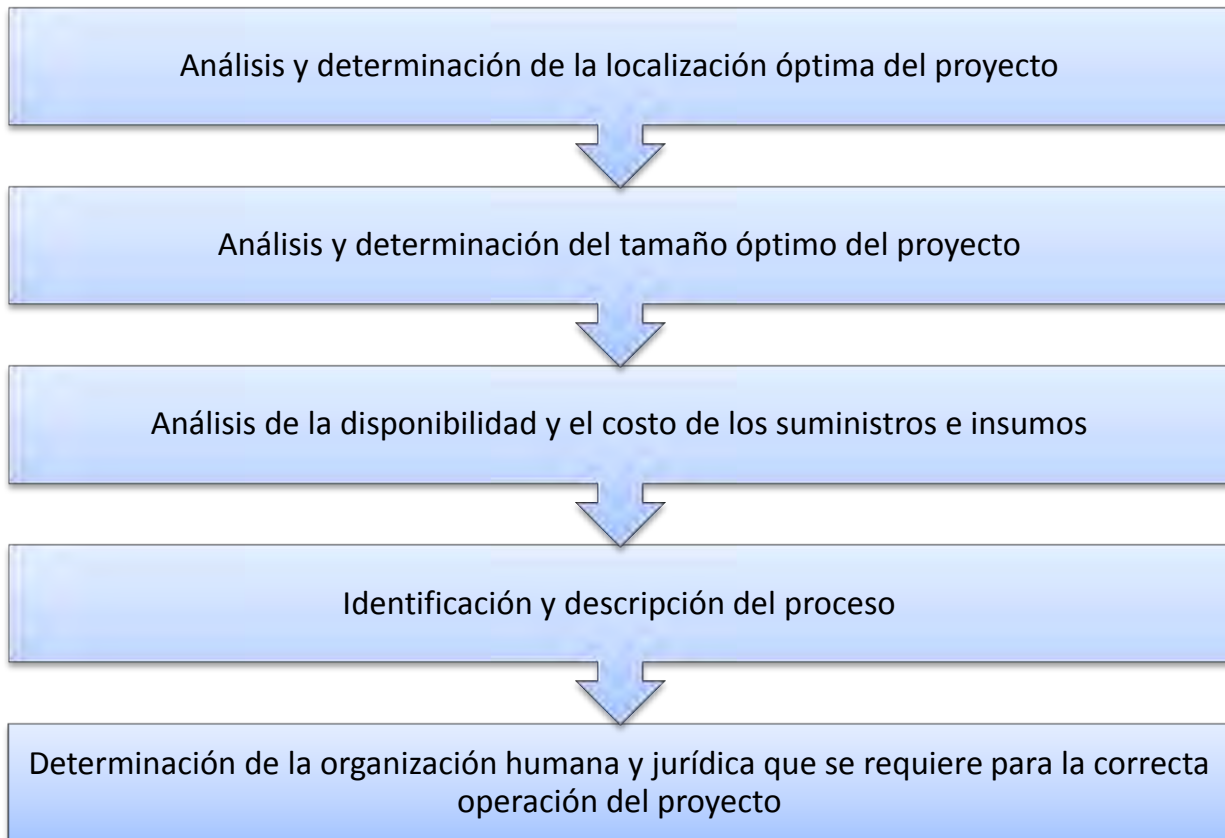 Análisis y determinación de la localización óptima del proyecto
Análisis y determinación del tamaño óptimo del proyecto
Análisis de la disponibilidad y el costo de los suministros e insumos
Identificación y descripción del proceso
Determinación de la organización humana y jurídica que se requiere para la correcta
operación del proyecto